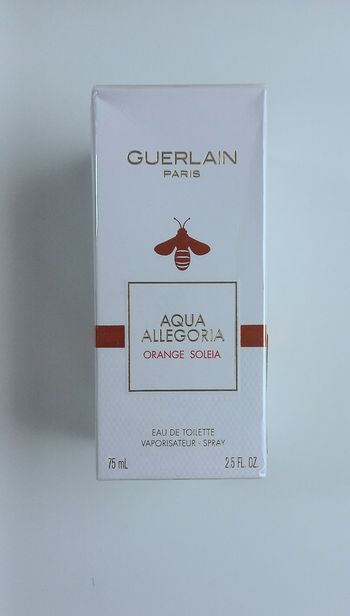 GUERLAIN
PARIS
AQUA
ALLEGORIA
ORANGE SOLEIA
EAU DE TOILETTE
VAPORISATEUR - SPRAY
75 mL 2.5 FL. OZ.